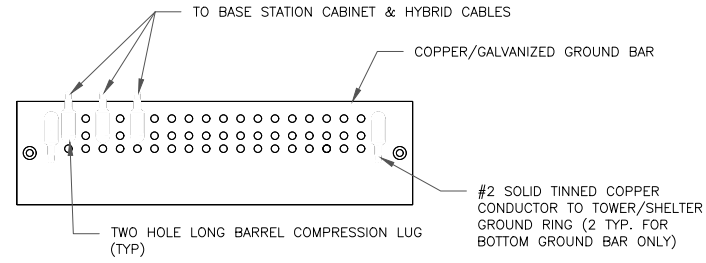 TO BASE STATION CABINET & HYBRID CABLES
COPPER/GALVANIZED GROUND BAR
#2 SOLID TINNED COPPER
CONDUCTOR TO TOWER/SHELTER
GROUND RING (2 TYP. FOR
BOTTOM GROUND BAR ONLY)
TWO HOLE LONG BARREL COMPRESSION LUG
(TYP)